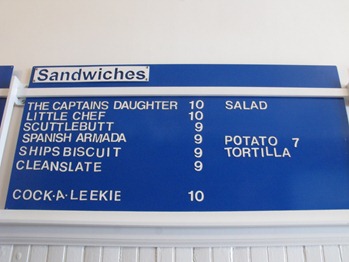 Sandwiches
THE CAPTAINS DAUGHTER 10 SALAD
LITTLE CHEF 10
SCUTTLEBUTT 9
SPANISH ARMADA 9 POTATO 7
SHIPS BISCUIT 9 TORTILLA
CLEANSLATE 9
COCK·A·LEEKIE 10